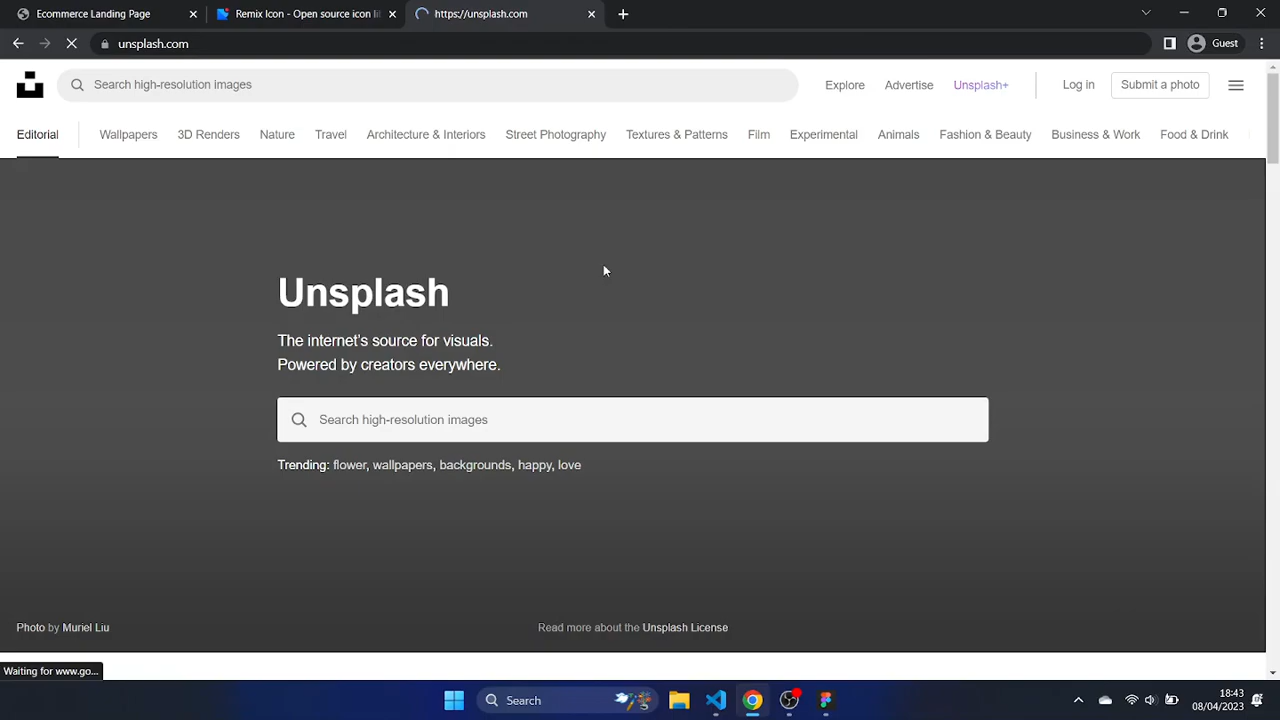 Ecommerce Landing Page
Remix Icon - Open source icon li
https://unsplash.com
unsplash.com
Guest
Search high-resolution images
Explore
Advertise
Unsplash+
Log in
Submit a photo
Editorial
Wallpapers
3D Renders
Nature
Travel
Architecture & Interiors
Street Photography
Textures & Patterns
Film
Experimental
Animals
Fashion & Beauty
Business & Work
Food & Drink
Unsplash
The internet's source for visuals.
Powered by creators everywhere.
Search high-resolution images
Trending: flower, wallpapers, backgrounds, happy, love
Photo by Muriel Liu
Read more about the Unsplash License
Waiting for www.go...
Search
18:43
08/04/2023